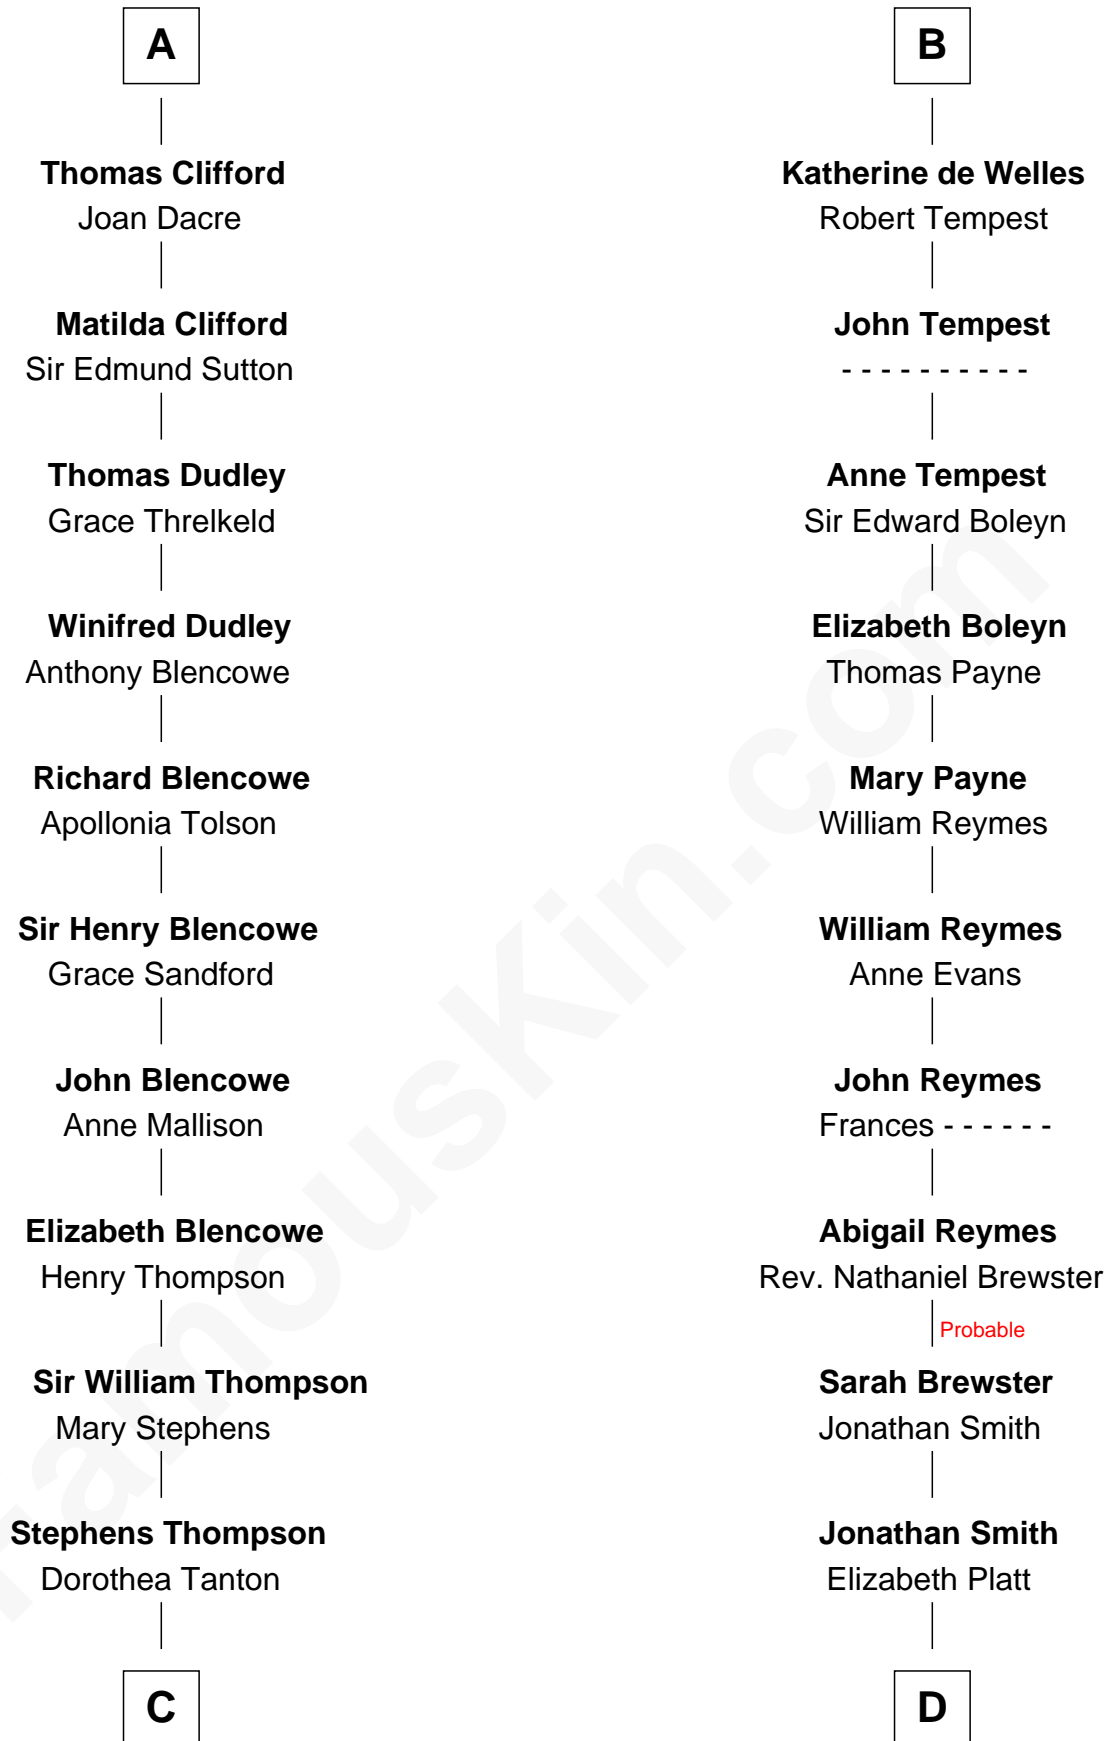 A
Thomas Clifford
Joan Dacre
Matilda Clifford
Sir Edmund Sutton
Thomas Dudley
Grace Threlkeld
Winifred Dudley
Anthony Blencowe
Richard Blencowe
Apollonia Tolson
Sir Henry Blencowe
Grace Sandford
John Blencowe
Anne Mallison
Elizabeth Blencowe
Henry Thompson
Sir William Thompson
Mary Stephens
Stephens Thompson
Dorothea Tanton
C
B
Katherine de Welles
Robert Tempest
John Tempest
- - - - - - - - - -
Anne Tempest
Sir Edward Boleyn
Elizabeth Boleyn
Thomas Payne
Mary Payne
William Reymes
William Reymes
Anne Evans
John Reymes
Frances - - - - - -
Abigail Reymes
Rev. Nathaniel Brewster
Probable
Sarah Brewster
Jonathan Smith
Jonathan Smith
Elizabeth Platt
D
FamousKin.com